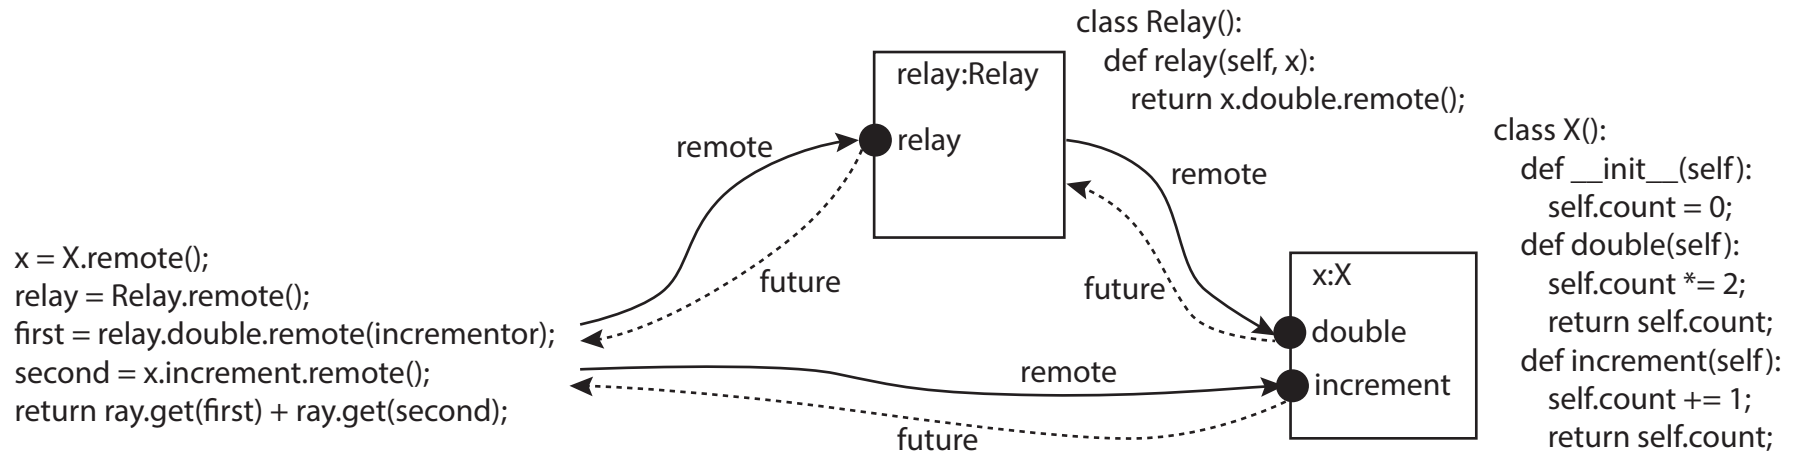 class Relay():
def relay(self, x):
return x.double.remote();
relay:Relay
relay
remote
remote
future
future
class X():
def __init__(self):
self.count = 0;
def double(self):
self.count *= 2;
return self.count;
def increment(self):
self.count += 1;
return self.count;
x:X
double
increment
x = X.remote();
relay = Relay.remote();
first = relay.double.remote(incrementor);
second = x.increment.remote();
return ray.get(first) + ray.get(second);
remote
future